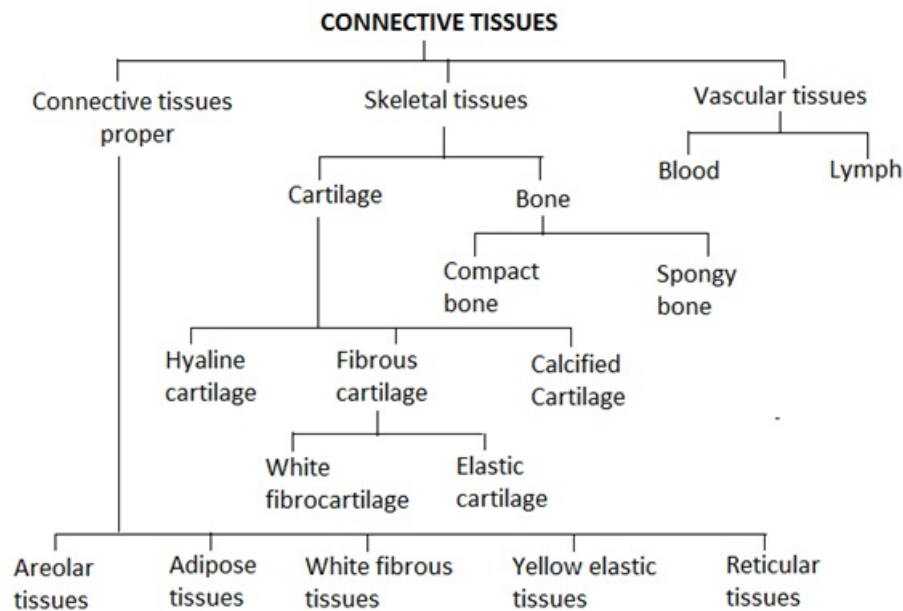 CONNECTIVE TISSUES
Connective tissues
proper
Skeletal tissues
Vascular tissues
Blood
Lymph
Cartilage
Bone
Compact
bone
Spongy
bone
Hyaline
cartilage
Fibrous
cartilage
Calcified
Cartilage
White
fibrocartilage
Elastic
cartilage
Areolar
tissues
Adipose
tissues
White fibrous
tissues
Yellow elastic
tissues
Reticular
tissues